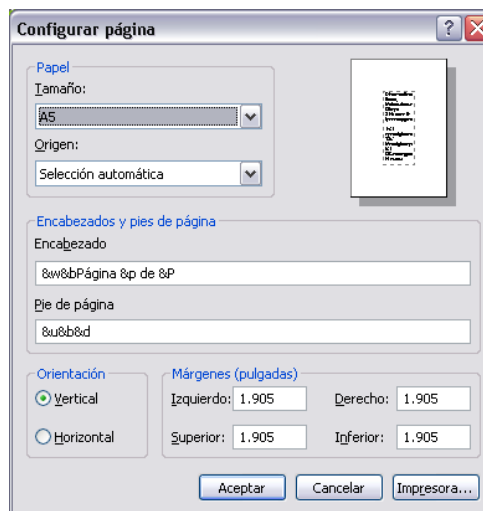 Configurar página
Papel
Tamaño:
A5
Origen:
Selección automática
Encabezados y pies de página
Encabezado
&w&bPágina &p de &P
Pie de página
&u&b&d
Orientación
Vertical
Horizontal
Márgenes (pulgadas)
Izquierdo: 1.905 Derecho: 1.905
Superior: 1.905 Inferior: 1.905
Aceptar Cancelar Impresora...